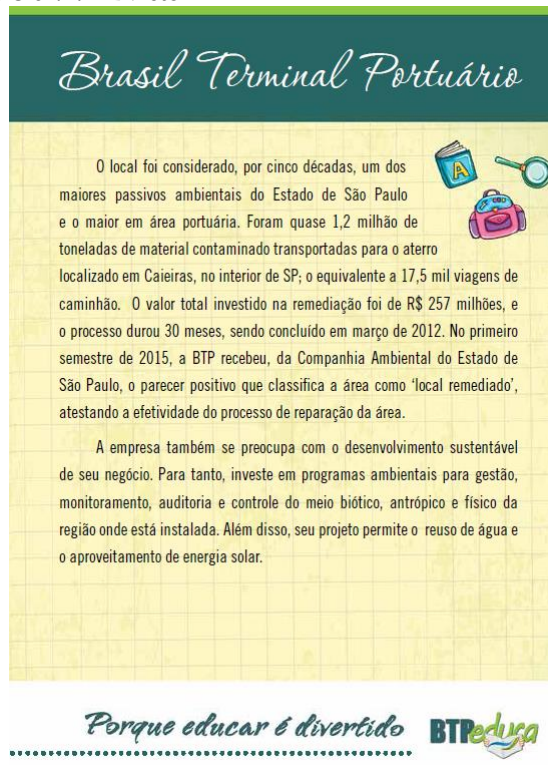 Brasil Terminal Portuário
O local foi considerado, por cinco décadas, um dos
maiores passivos ambientais do Estado de São Paulo
e o maior em área portuária. Foram quase 1,2 milhão de
toneladas de material contaminado transportadas para o aterro
localizado em Caieiras, no interior de SP; o equivalente a 17,5 mil viagens de
caminhão. O valor total investido na remediação foi de R$ 257 milhões, e
o processo durou 30 meses, sendo concluído em março de 2012. No primeiro
semestre de 2015, a BTP recebeu, da Companhia Ambiental do Estado de
São Paulo, o parecer positivo que classifica a área como ‘local remediado’,
atestando a efetividade do processo de reparação da área.
A empresa também se preocupa com o desenvolvimento sustentável
de seu negócio. Para tanto, investe em programas ambientais para gestão,
monitoramento, auditoria e controle do meio biótico, antrópico e físico da
região onde está instalada. Além disso, seu projeto permite o reuso de água e
o aproveitamento de energia solar.
A
Porque educar é divertido
BTPeduca